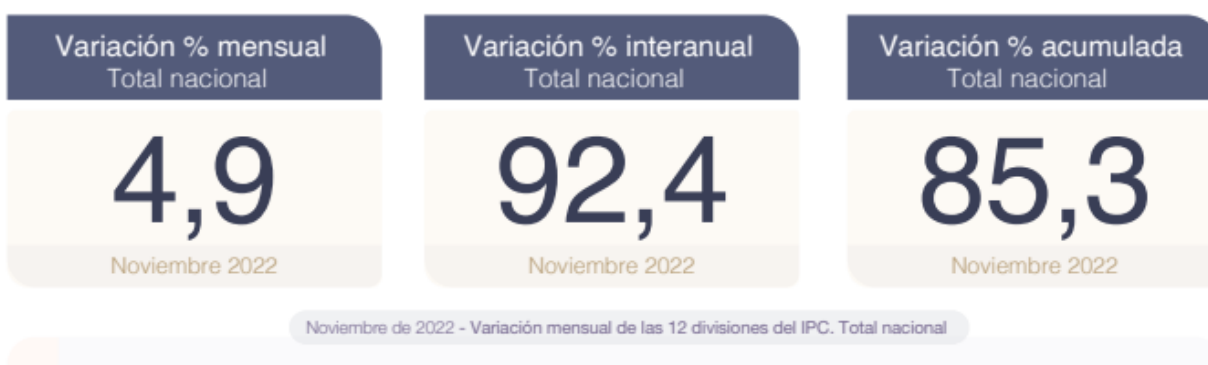 Variación % mensual
Total nacional
4,9
Noviembre 2022
Variación % interanual
Total nacional
92,4
Noviembre 2022
Variación % acumulada
Total nacional
85,3
Noviembre 2022
Noviembre de 2022 - Variación mensual de las 12 divisiones del IPC. Total nacional